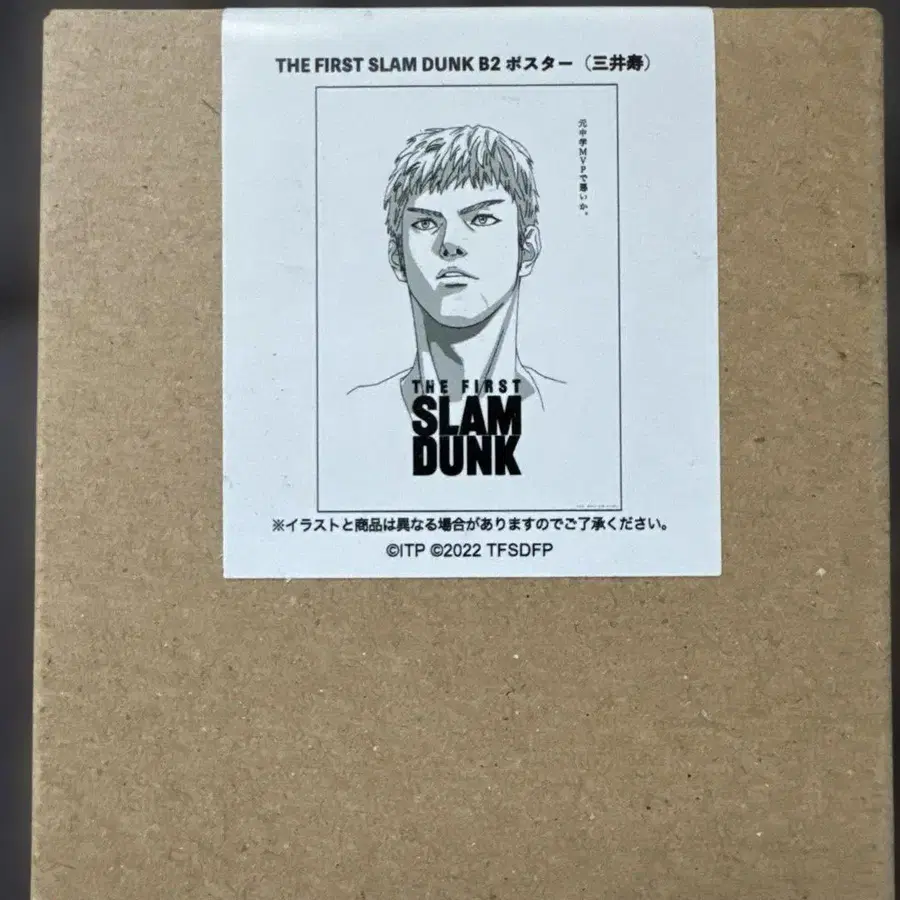 THE FIRST SLAM DUNK B2 ポスター（三井寿）
元中学MVPで悪いか。
THE FIRST
SLAM
DUNK
※イラストと商品は異なる場合がありますのでご了承ください。
©ITP ©2022 TFSDFP